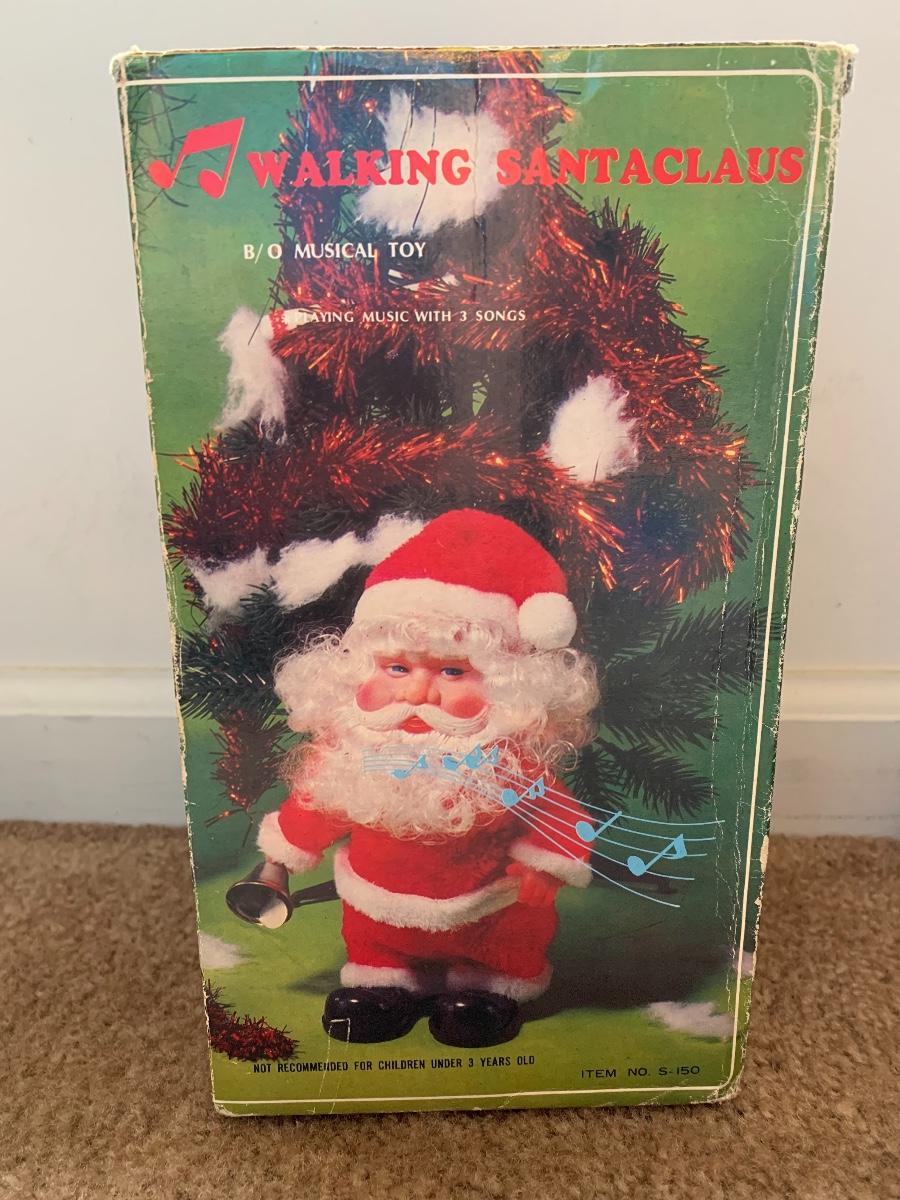 WALKING SANTACLAUS
B/O MUSICAL TOY
PLAYING MUSIC WITH 3 SONGS
NOT RECOMMENDED FOR CHILDREN UNDER 3 YEARS OLD
ITEM NO. S-150